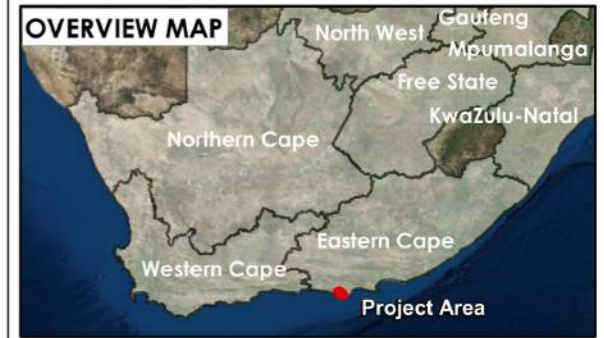 OVERVIEW MAP
Gauteng
North West
Mpumalanga
Free State
KwaZulu-Natal
Northern Cape
Eastern Cape
Western Cape
Project Area